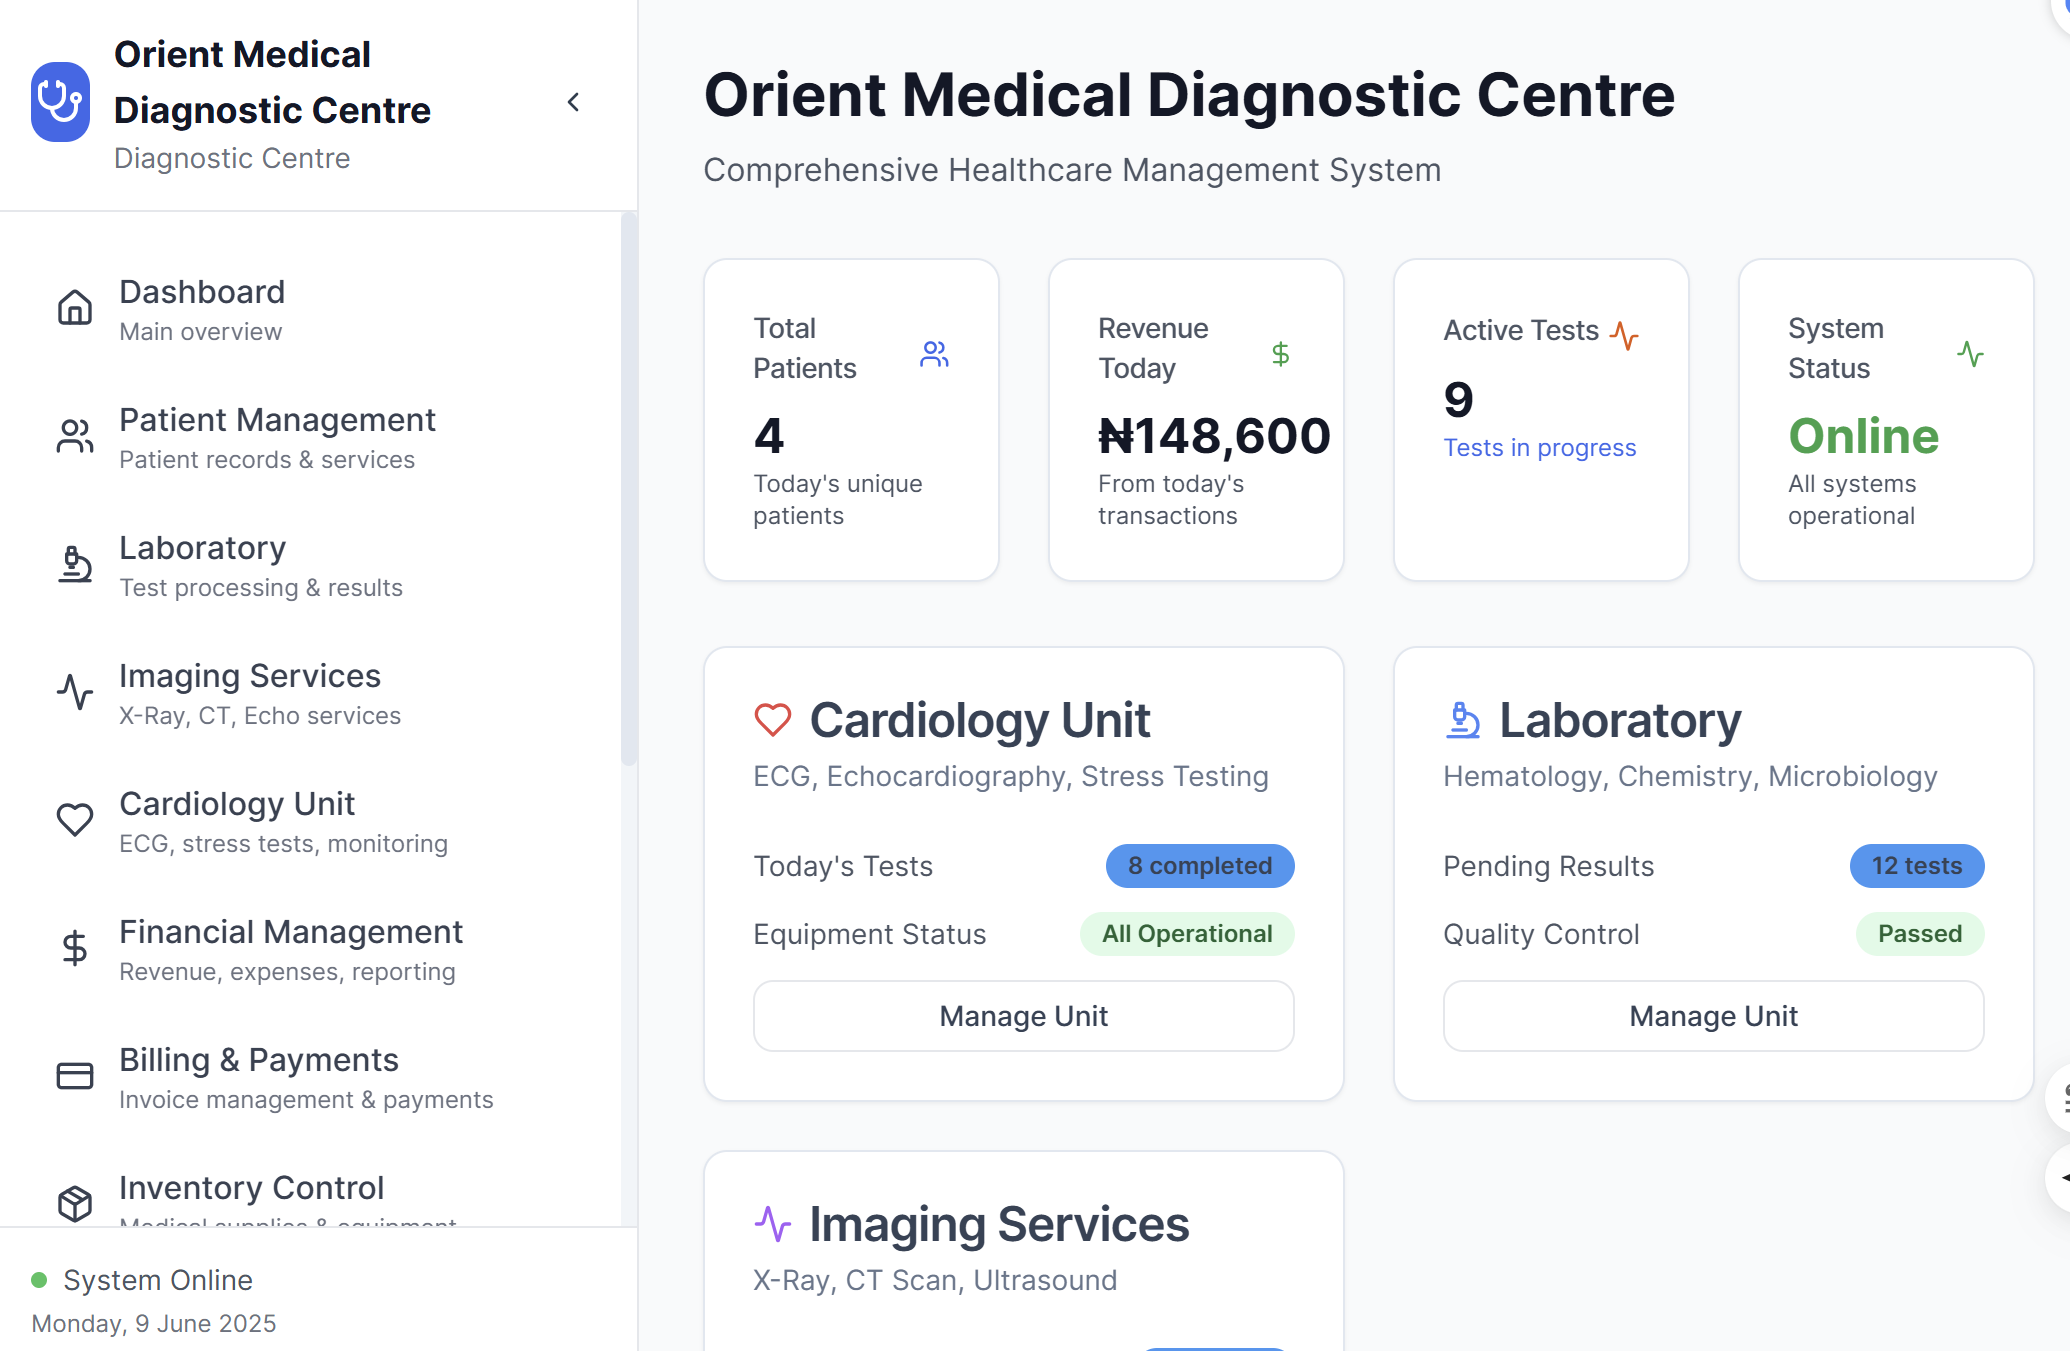 Orient Medical
Diagnostic Centre
Diagnostic Centre
Dashboard
Main overview
Patient Management
Patient records & services
Laboratory
Test processing & results
Imaging Services
X-Ray, CT, Echo services
Cardiology Unit
ECG, stress tests, monitoring
Financial Management
Revenue, expenses, reporting
Billing & Payments
Invoice management & payments
Inventory Control
Medical supplies & equipment
System Online
Monday, 9 June 2025
Orient Medical Diagnostic Centre
Comprehensive Healthcare Management System
Total
Patients
4
Today's unique
patients
Revenue
Today
₦148,600
From today's
transactions
Active Tests
9
Tests in progress
System
Status
Online
All systems
operational
Cardiology Unit
ECG, Echocardiography, Stress Testing
Today's Tests
8 completed
Equipment Status
All Operational
Manage Unit
Laboratory
Hematology, Chemistry, Microbiology
Pending Results
12 tests
Quality Control
Passed
Manage Unit
Imaging Services
X-Ray, CT Scan, Ultrasound